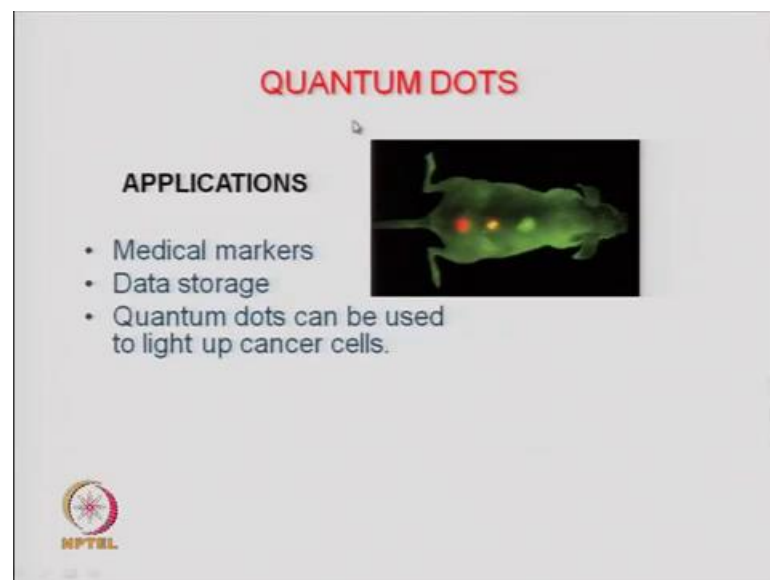 QUANTUM DOTS
APPLICATIONS
• Medical markers
• Data storage
• Quantum dots can be used
to light up cancer cells.
NPTEL